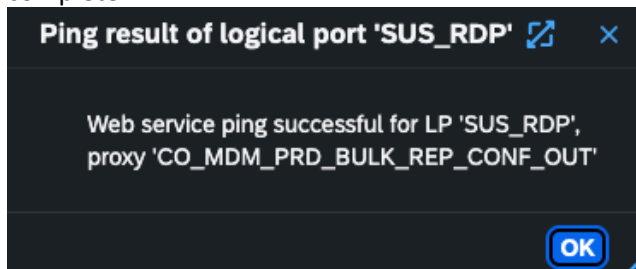 Ping result of logical port 'SUS_RDP'
Web service ping successful for LP 'SUS_RDP',
proxy 'CO_MDM_PRD_BULK_REP_CONF_OUT'
OK